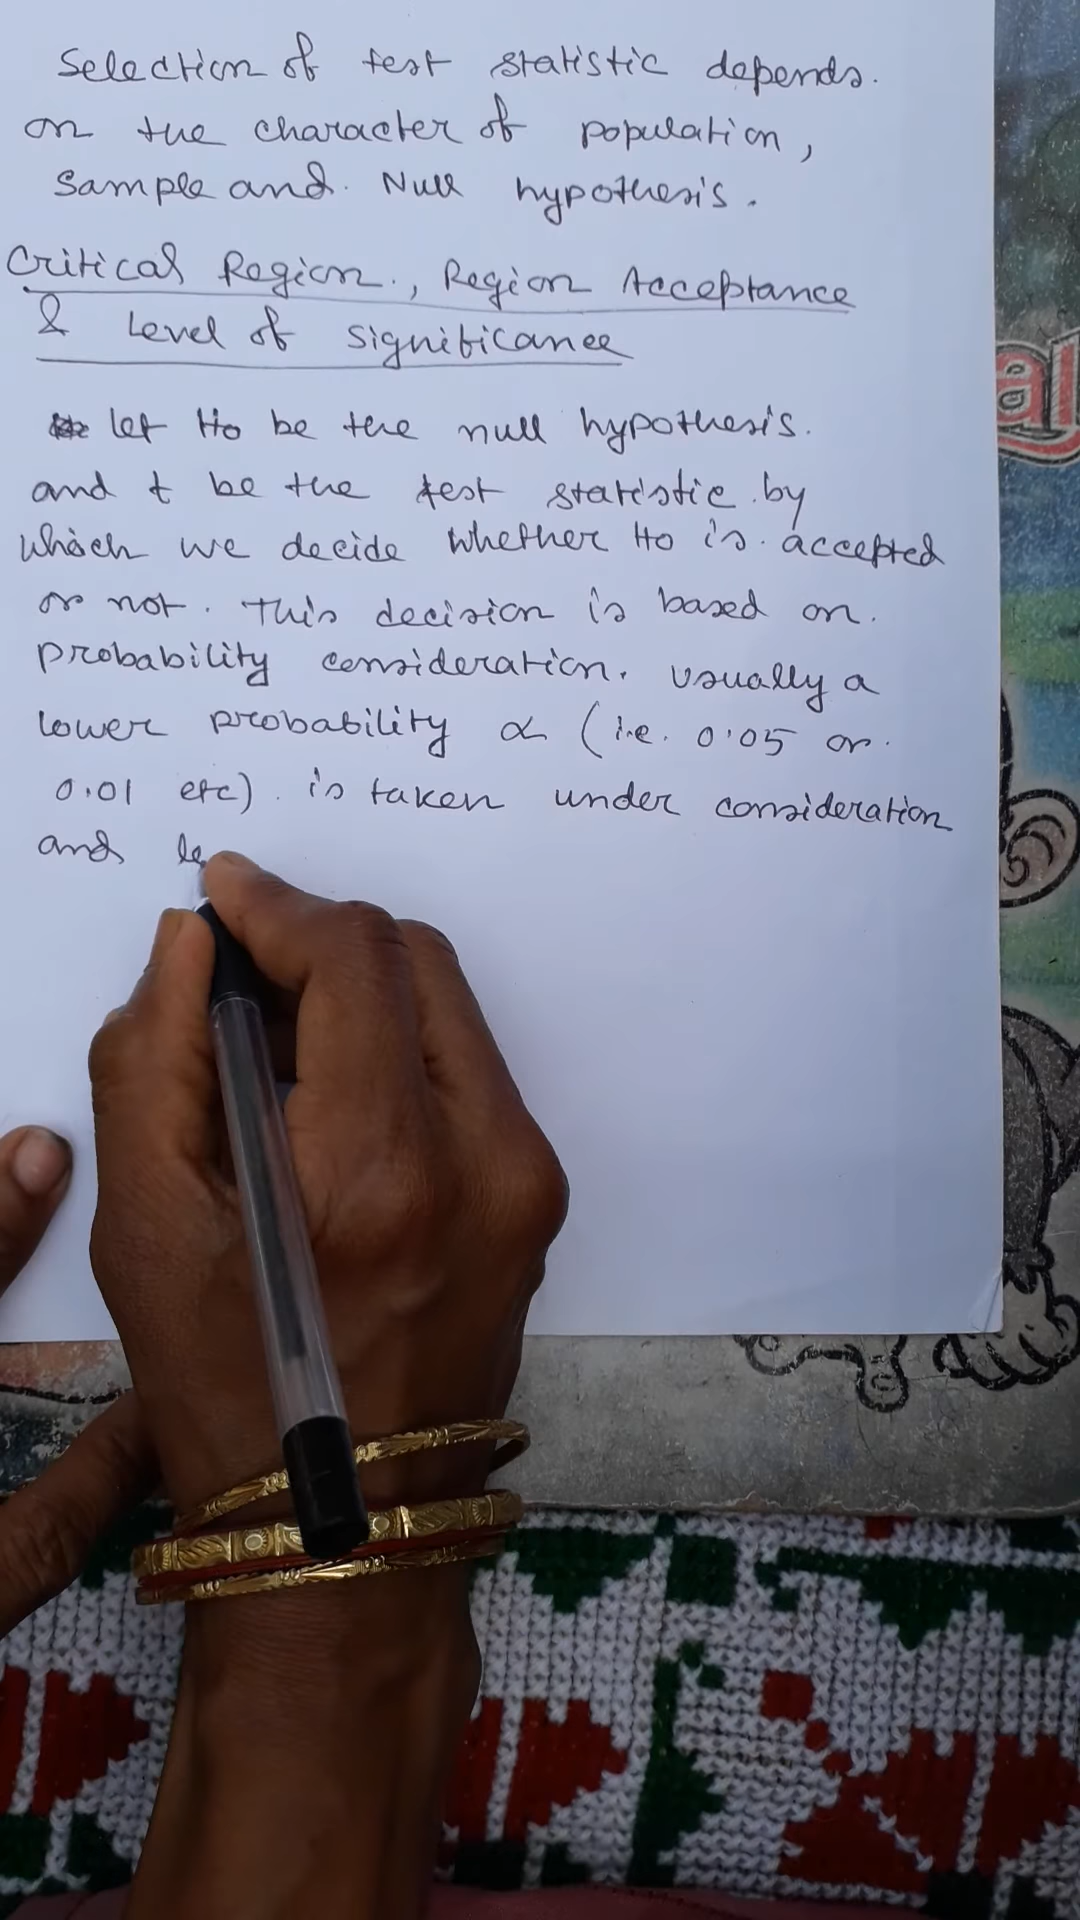 Selection of test statistic depends.
on the character of population,
Sample and. Null hypothesis.
Critical Region., Region Acceptance
& Level of Significance
let Ho be the null hypothesis.
and t be the test statistic by
which we decide whether Ho is. accepted
or not. This decision is based on.
probability consideration. Usually a
lower probability α (i.e. 0.05 or.
0.01 etc). is taken under consideration
and le
al